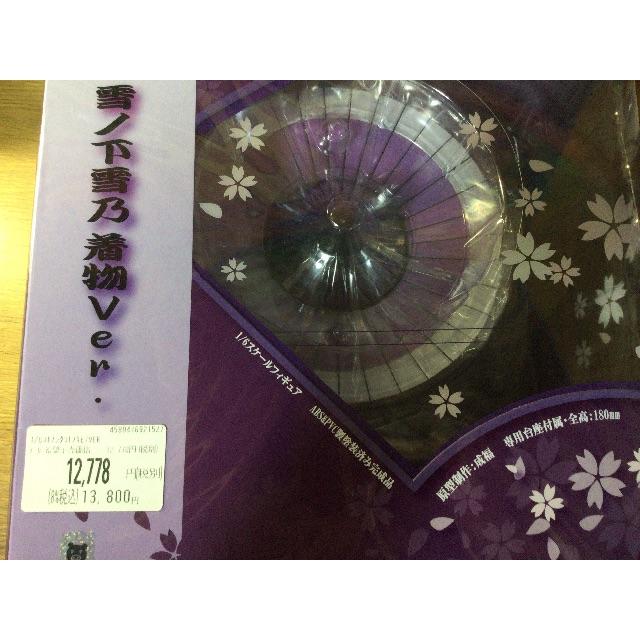 雪ノ下雪乃 着物Ver.
1/6スケールフィギュア
ABS&PVC製塗装済み完成品
原型制作:成福
専用台座付属・全高:180mm
12,778 円(税別)
(8%税込)13,800円